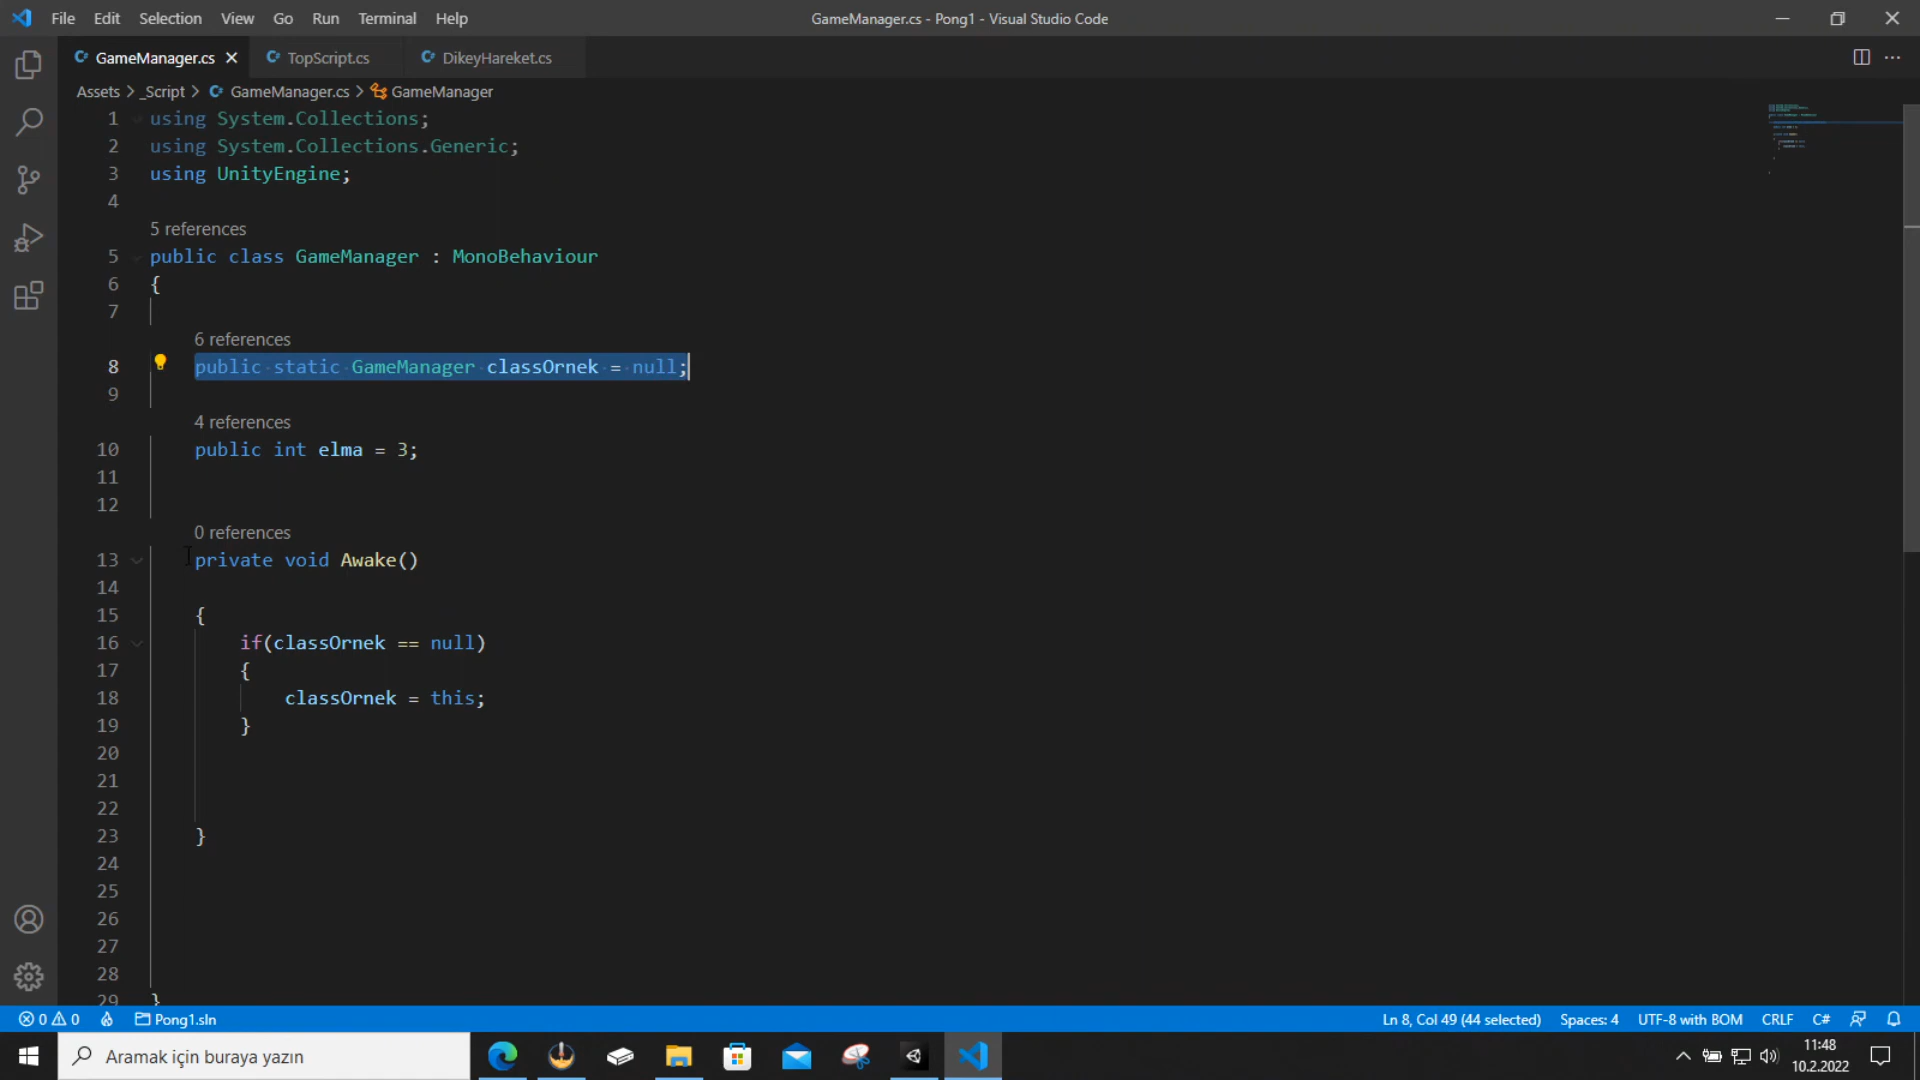 File Edit Selection View Go Run Terminal Help
GameManager.cs - Pong1 - Visual Studio Code
GameManager.cs TopScript.cs DikeyHareket.cs
Assets > _Script > GameManager.cs > GameManager
1 using System.Collections;
2 using System.Collections.Generic;
3 using UnityEngine;
4
5 references
5 public class GameManager : MonoBehaviour
6 {
7
6 references
8 public static GameManager classOrnek = null;
9
4 references
10 public int elma = 3;
11
12
0 references
13 private void Awake()
14
15 {
16 if(classOrnek == null)
17 {
18 classOrnek = this;
19 }
20
21
22
23 }
24
25
26
27
28
29 }
0 0 Pong1.sln Ln 8, Col 49 (44 selected) Spaces: 4 UTF-8 with BOM CRLF C#
Aramak için buraya yazın
11:48
10.2.2022